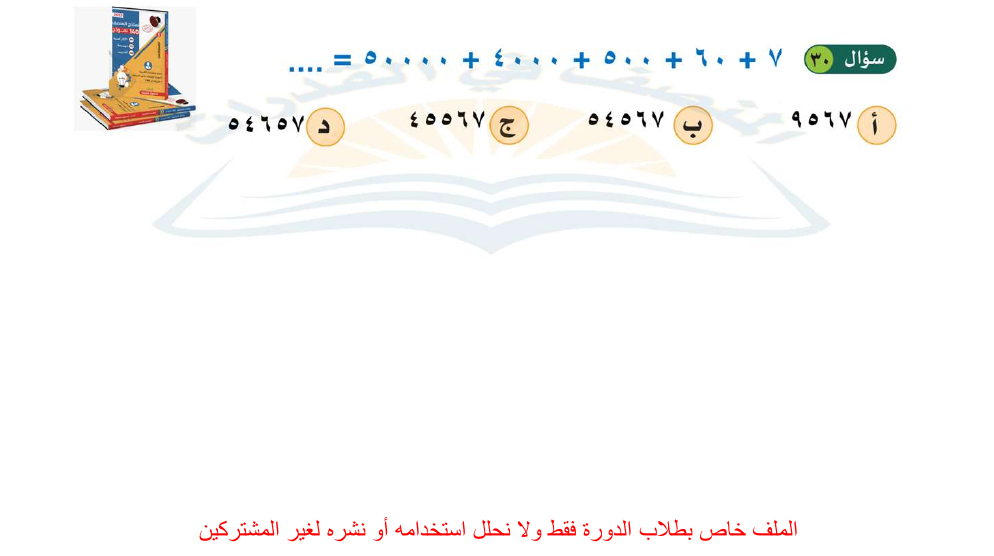 سؤال ٣٠ ٧ + ٦٠ + ٥٠٠ + ٤٠٠٠ + ٥٠٠٠٠ = ....
أ ٩٥٦٧ ب ٥٤٥٦٧ ج ٤٥٥٦٧ د ٥٤٦٥٧
الملف خاص بطلاب الدورة فقط ولا نحلل استخدامه أو نشره لغير المشتركين